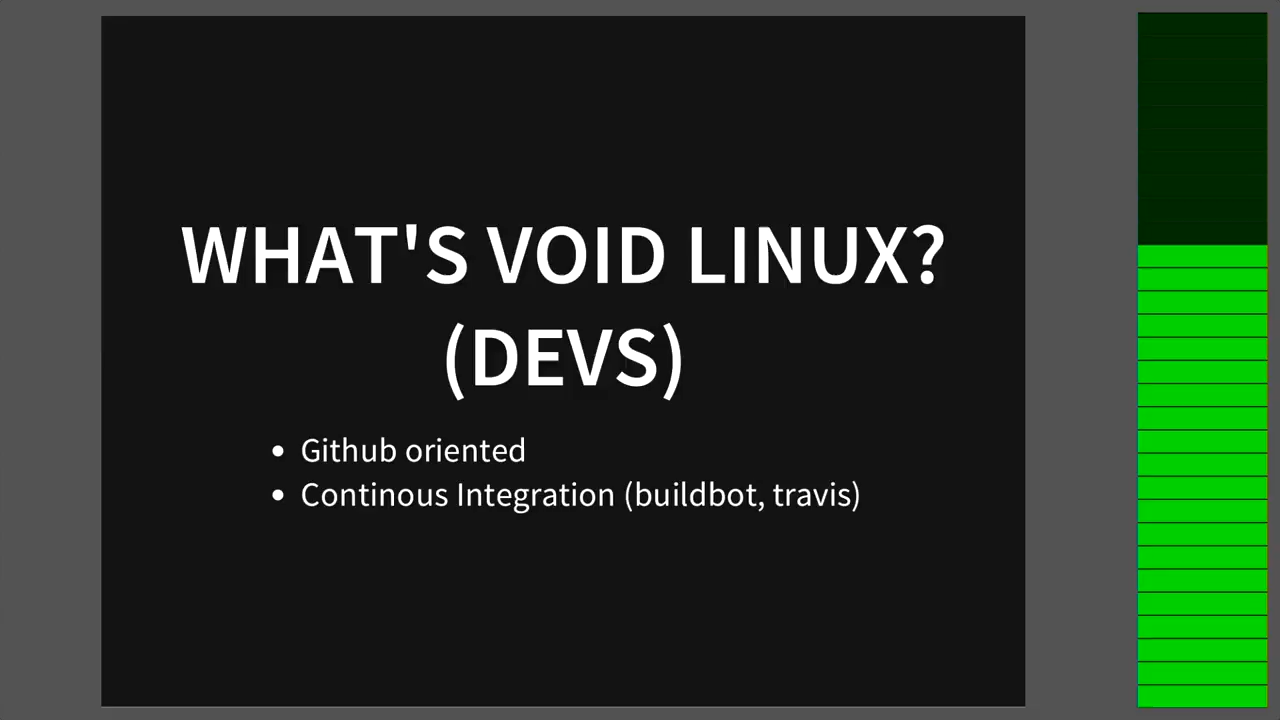 WHAT'S VOID LINUX?
(DEVS)
• Github oriented
• Continous Integration (buildbot, travis)